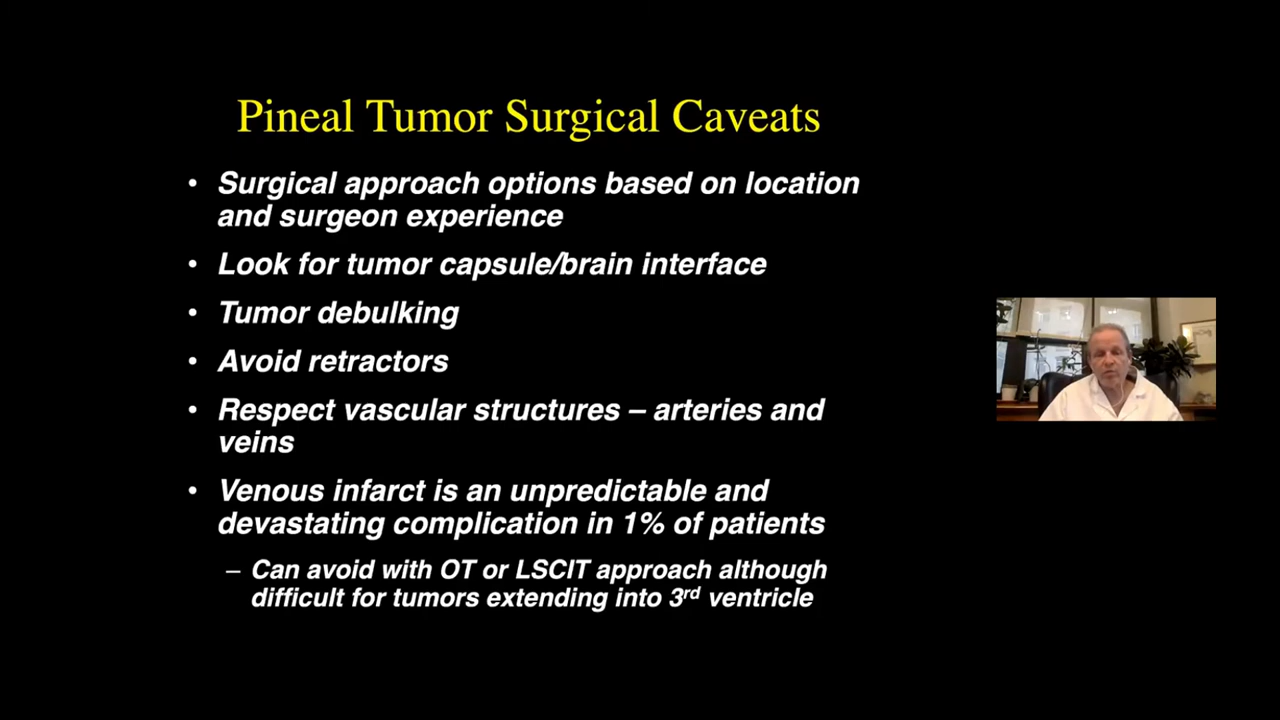 Pineal Tumor Surgical Caveats
• Surgical approach options based on location
and surgeon experience
• Look for tumor capsule/brain interface
• Tumor debulking
• Avoid retractors
• Respect vascular structures – arteries and
veins
• Venous infarct is an unpredictable and
devastating complication in 1% of patients
– Can avoid with OT or LSCIT approach although
difficult for tumors extending into 3rd ventricle